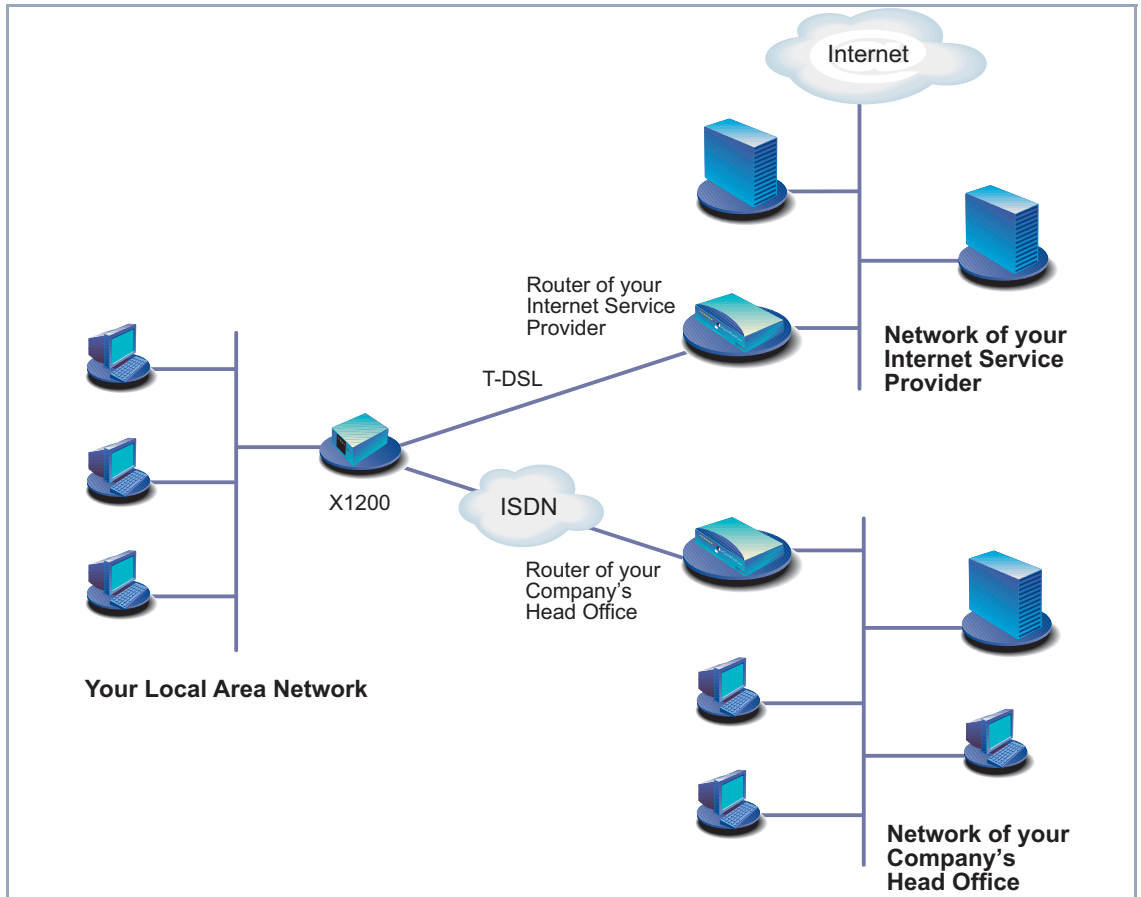 Internet
Router of your
Internet Service
Provider
Network of your
Internet Service
Provider
T-DSL
X1200
ISDN
Router of your
Company's
Head Office
Your Local Area Network
Network of your
Company's
Head Office